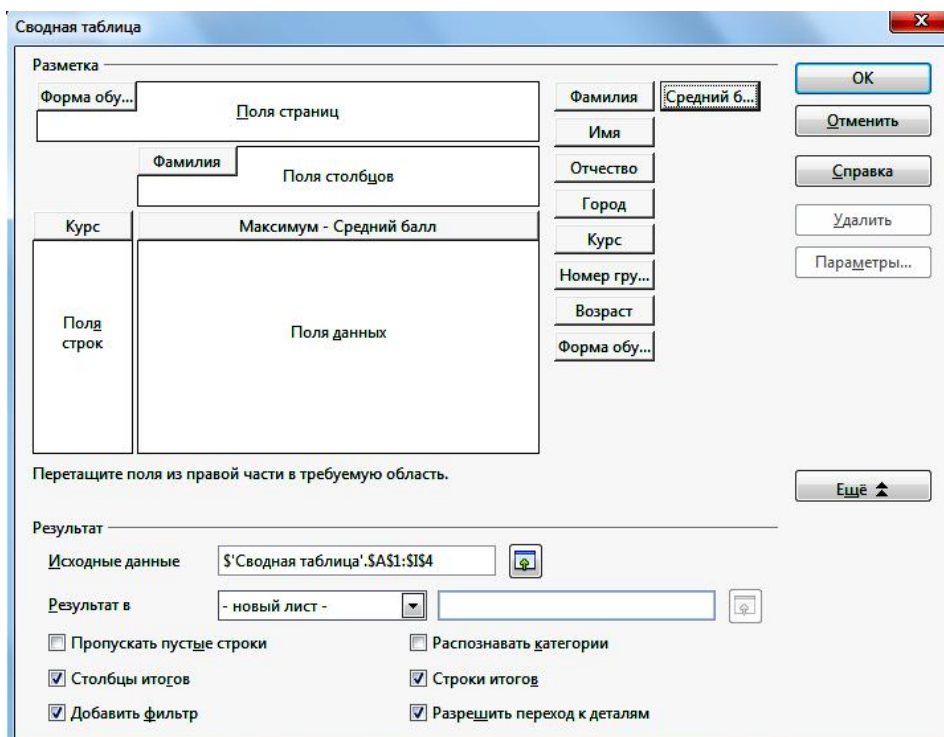 Сводная таблица
Разметка
Форма обу...
Поля страниц
Фамилия
Поля столбцов
Курс
Максимум - Средний балл
Поля строк
Поля данных
Фамилия
Средний б...
Имя
Отчество
Город
Курс
Номер гру...
Возраст
Форма обу...
ОК
Отменить
Справка
Удалить
Параметры...
Перетащите поля из правой части в требуемую область.
Ещё
Результат
Исходные данные
$'Сводная таблица'.$A$1:$I$4
Результат в
- новый лист -
Пропускать пустые строки
Распознавать категории
Столбцы итогов
Строки итогов
Добавить фильтр
Разрешить переход к деталям